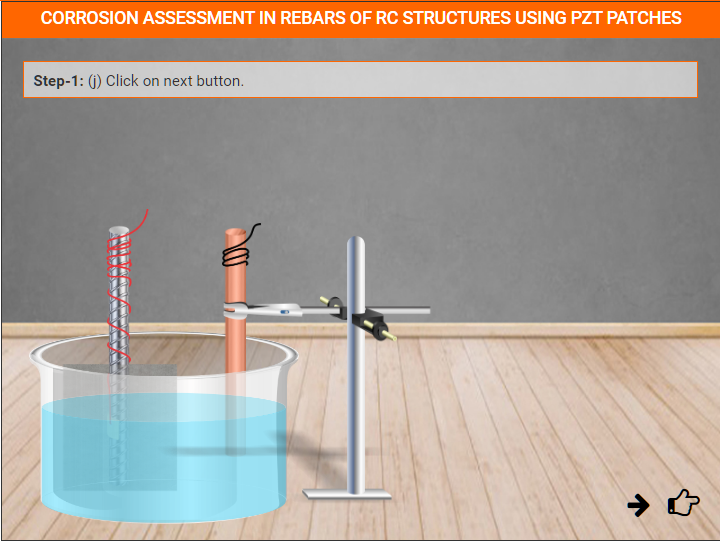 CORROSION ASSESSMENT IN REBARS OF RC STRUCTURES USING PZT PATCHES
Step-1: (j) Click on next button.